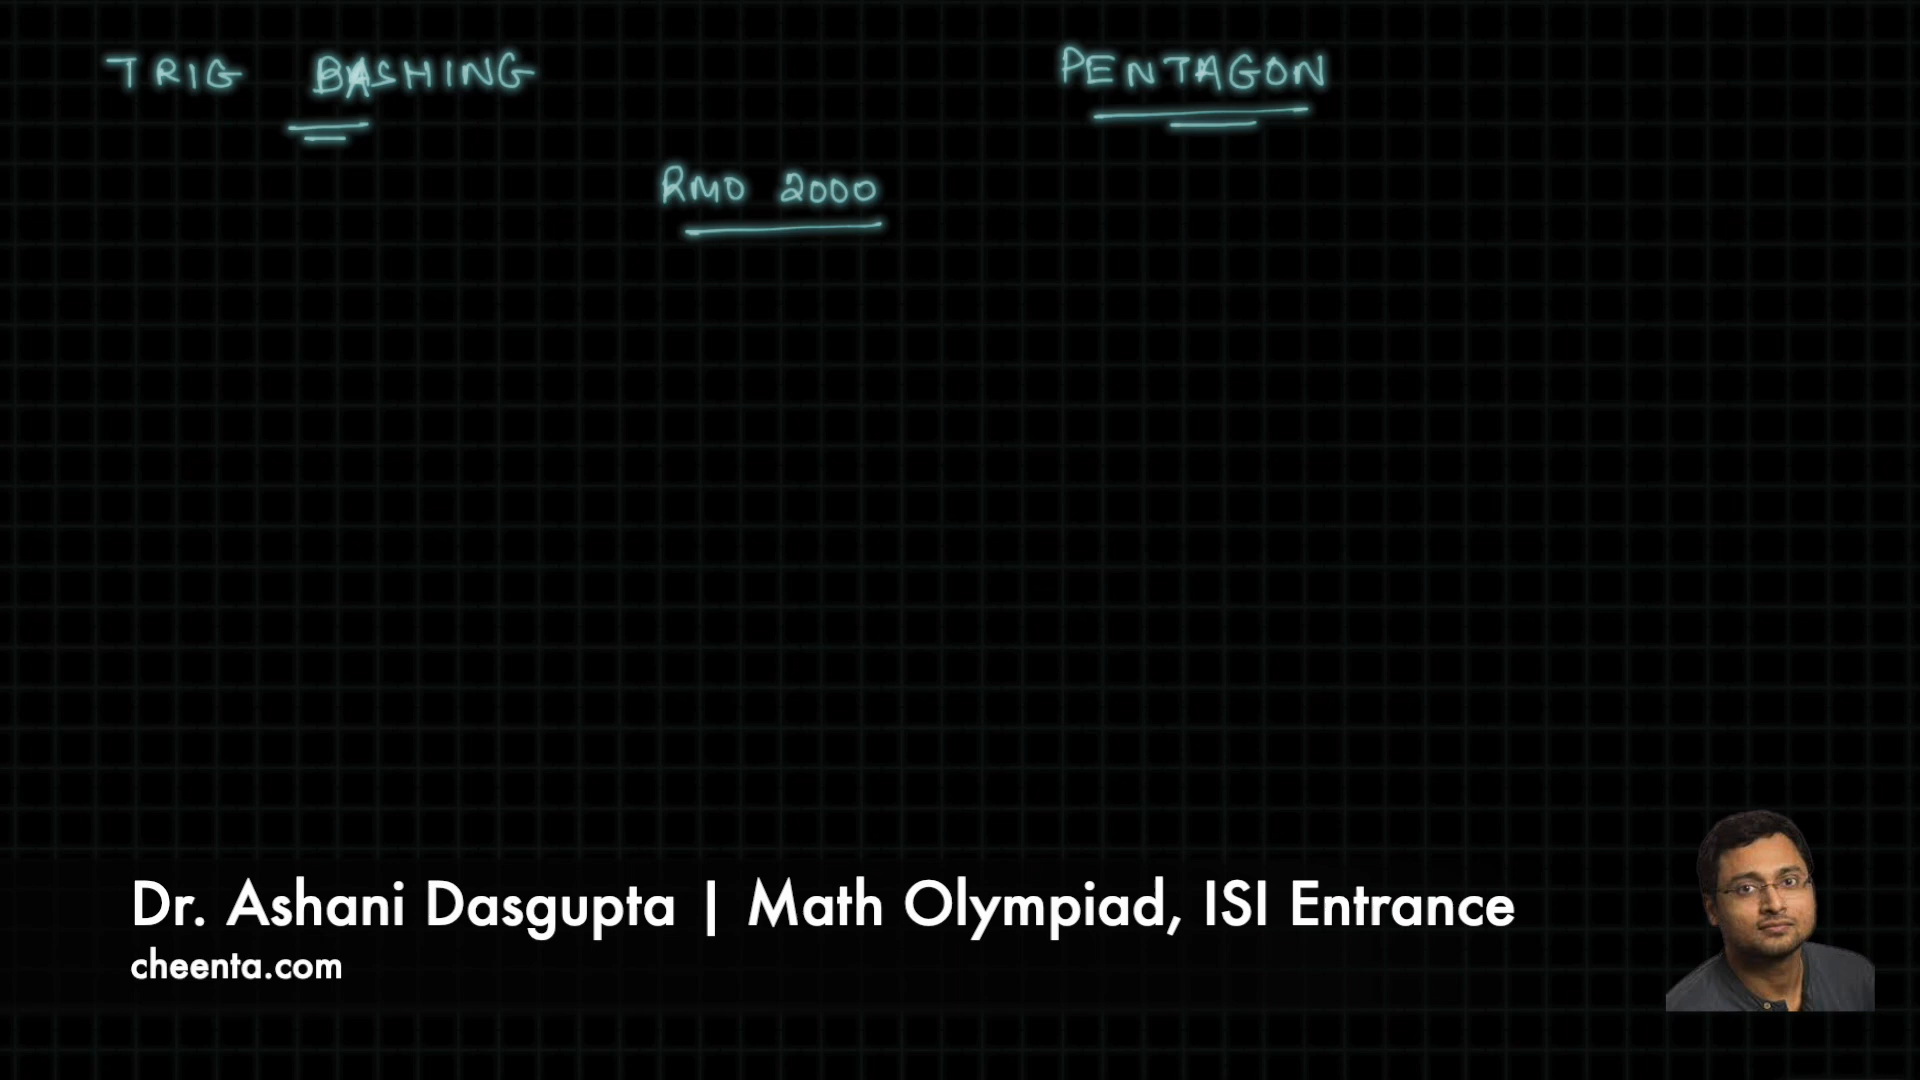 TRIG BASHING
PENTAGON
RMO 2000
Dr. Ashani Dasgupta | Math Olympiad, ISI Entrance
cheenta.com